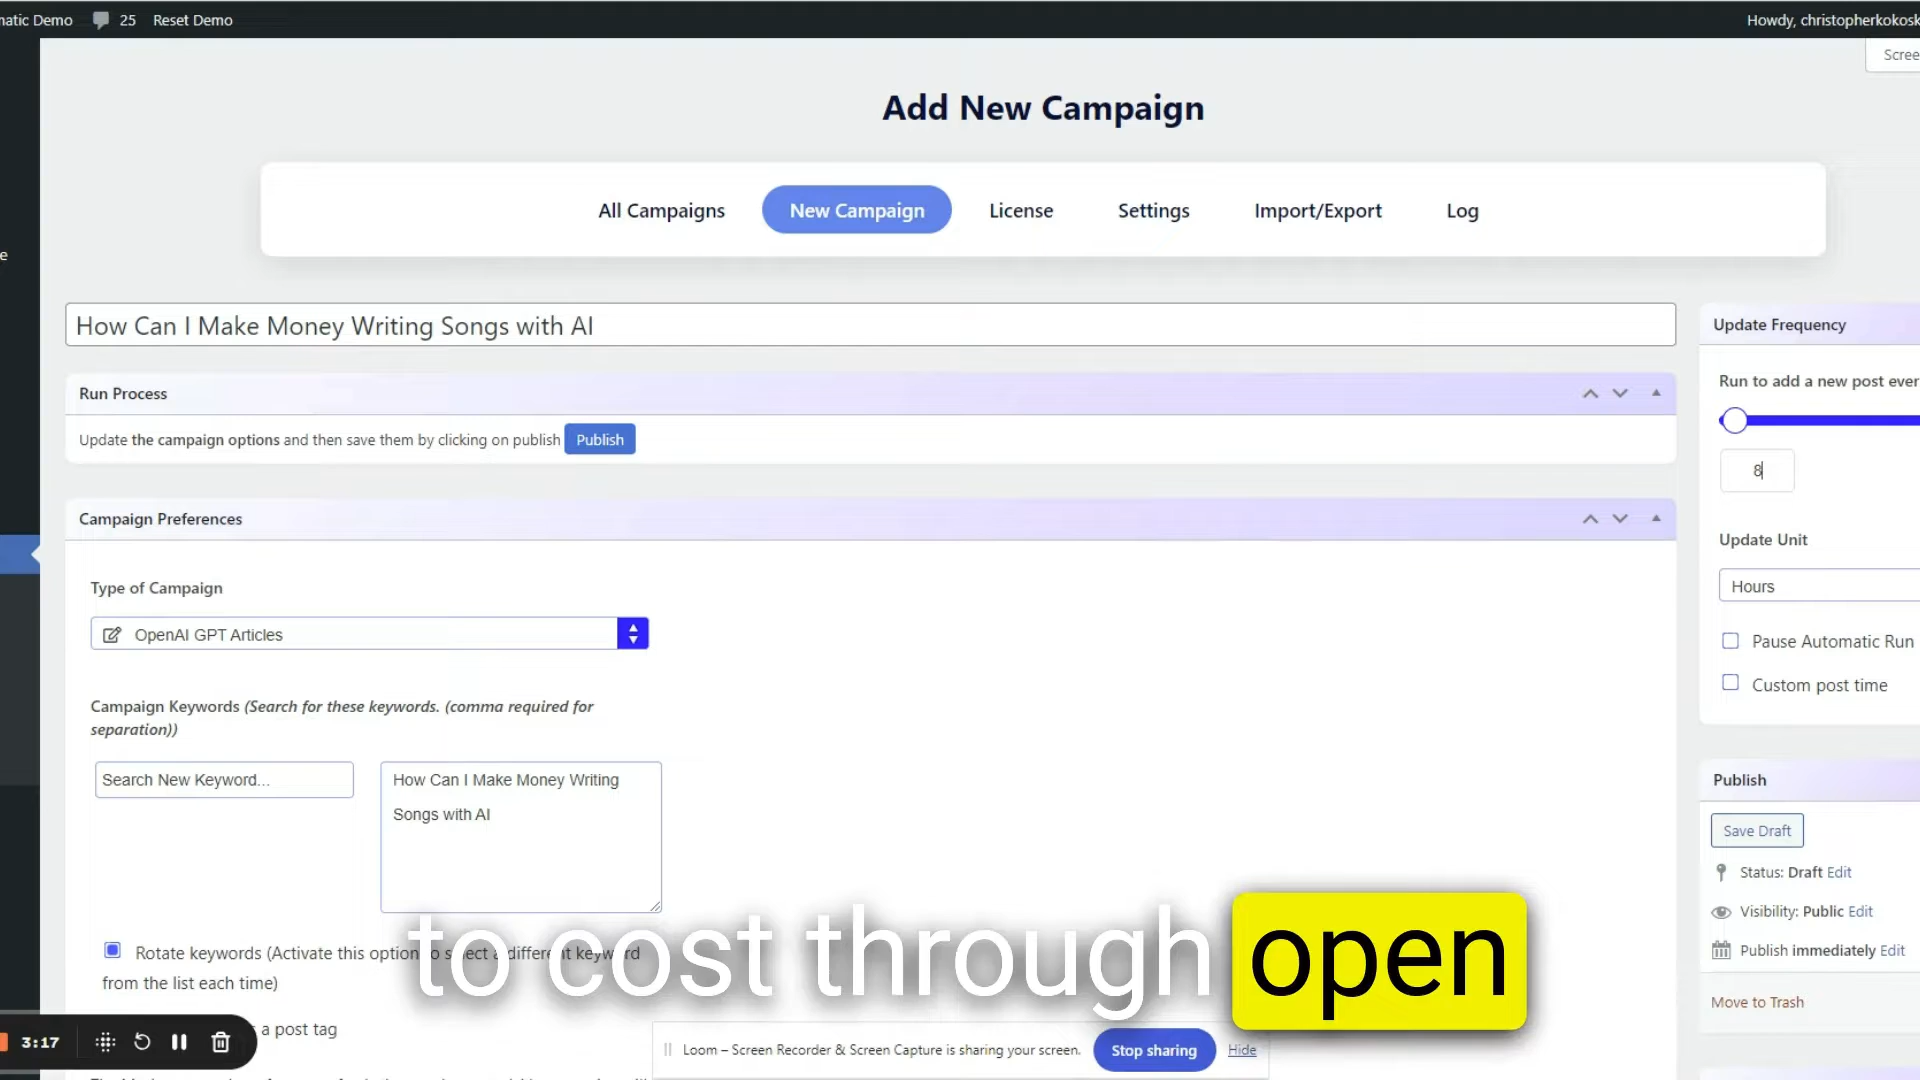 matic Demo 25 Reset Demo Howdy, christopherkokosk
Scree
Add New Campaign
All Campaigns New Campaign License Settings Import/Export Log
e
How Can I Make Money Writing Songs with AI
Update Frequency
Run Process
Run to add a new post ever
Update the campaign options and then save them by clicking on publish Publish
8
Campaign Preferences
Update Unit
Type of Campaign
Hours
OpenAI GPT Articles
Pause Automatic Run
Custom post time
Campaign Keywords (Search for these keywords. (comma required for
separation))
Search New Keyword...
How Can I Make Money Writing
Songs with AI
Publish
Save Draft
Status: Draft Edit
Visibility: Public Edit
Publish immediately Edit
Move to Trash
Rotate keywords (Activate this option to select a different keyword
from the list each time)
to cost through open
a post tag
3:17
Loom – Screen Recorder & Screen Capture is sharing your screen. Stop sharing Hide